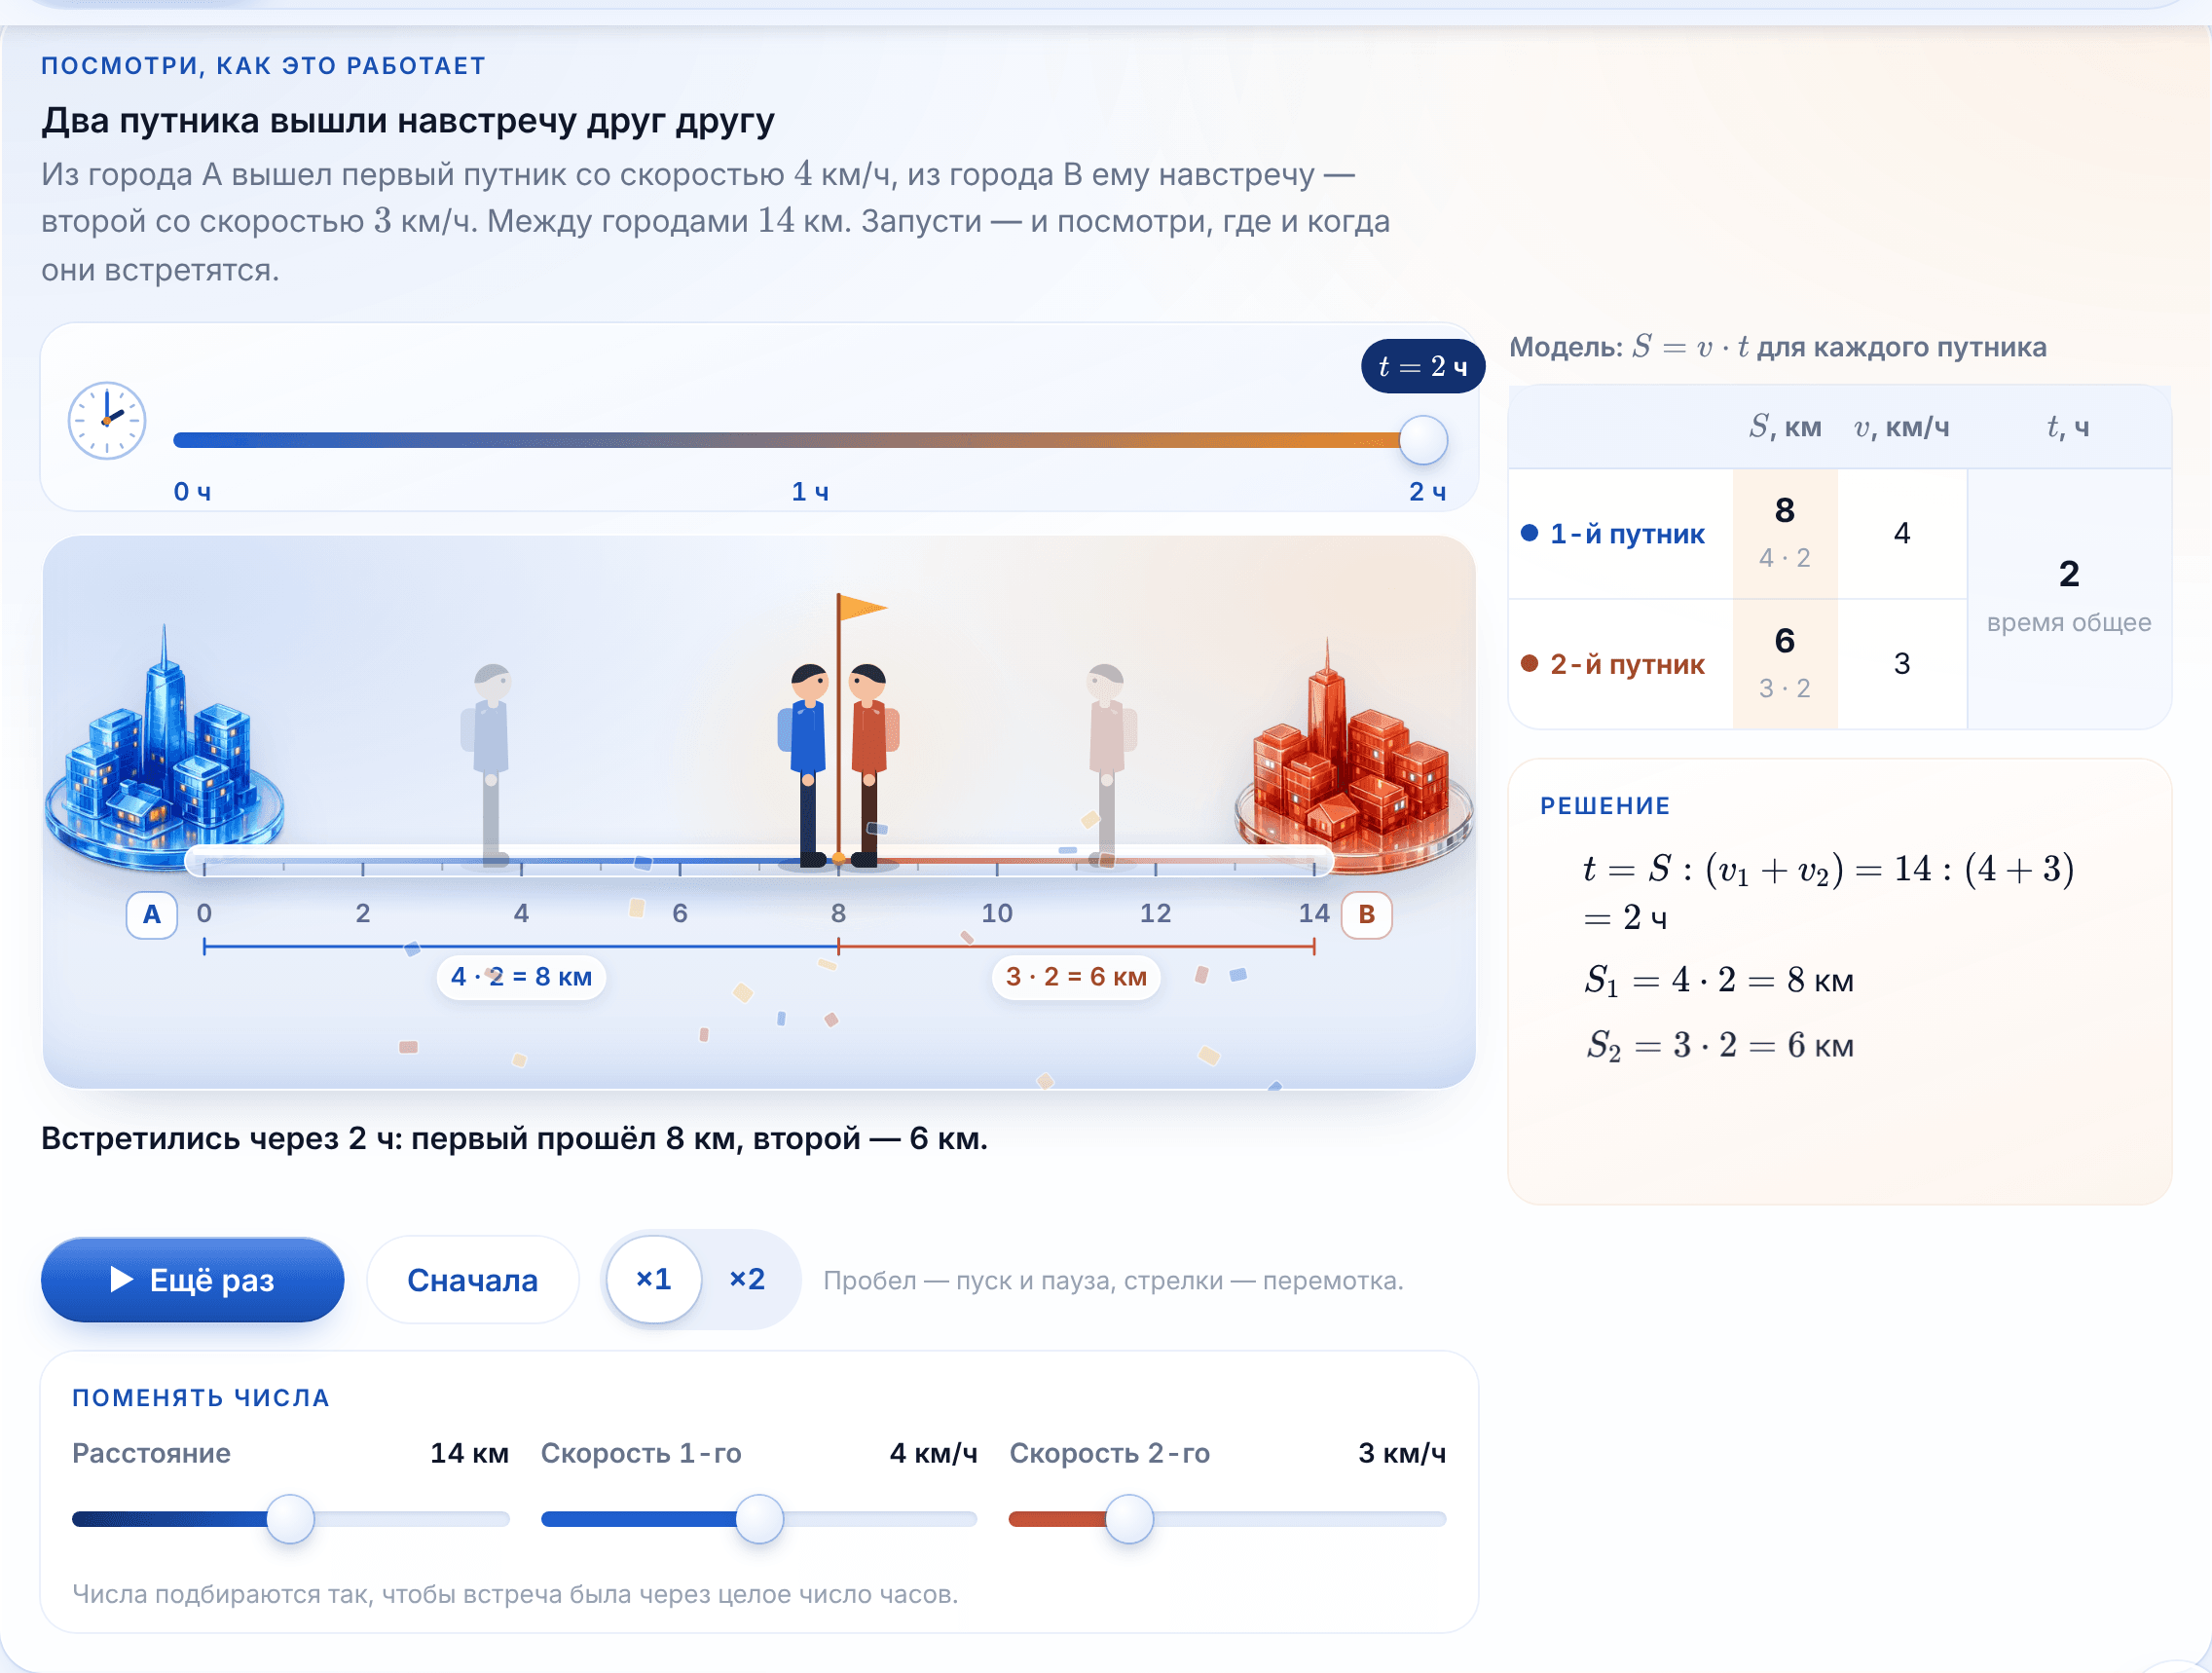 ПОСМОТРИ, КАК ЭТО РАБОТАЕТ
Два путника вышли навстречу друг другу
Из города А вышел первый путник со скоростью 4 км/ч, из города В ему навстречу —
второй со скоростью 3 км/ч. Между городами 14 км. Запусти — и посмотри, где и когда
они встретятся.
t = 2 ч
0 ч 1 ч 2 ч
A 0 2 4 6 8 10 12 14 B
4 · 2 = 8 км 3 · 2 = 6 км
Встретились через 2 ч: первый прошёл 8 км, второй — 6 км.
Ещё раз Сначала ×1 ×2 Пробел — пуск и пауза, стрелки — перемотка.
ПОМЕНЯТЬ ЧИСЛА
Расстояние 14 км Скорость 1-го 4 км/ч Скорость 2-го 3 км/ч
Числа подбираются так, чтобы встреча была через целое число часов.
Модель: S = v · t для каждого путника
S, км v, км/ч t, ч
1-й путник 8 4
4 · 2
2
время общее
2-й путник 6 3
3 · 2
РЕШЕНИЕ
t = S : (v₁ + v₂) = 14 : (4 + 3)
= 2 ч
S₁ = 4 · 2 = 8 км
S₂ = 3 · 2 = 6 км